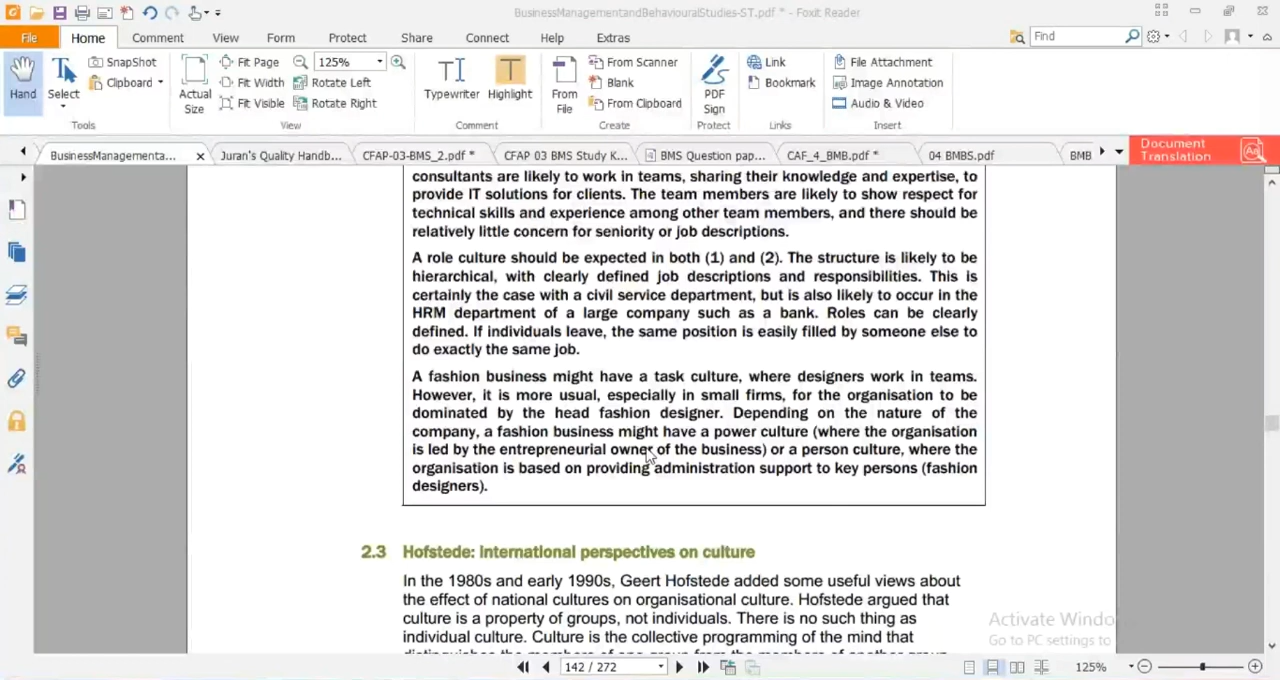 BusinessManagementandBehaviouralStudies-ST.pdf * - Foxit Reader
File Home Comment View Form Protect Share Connect Help Extras Find
Hand
Select
SnapShot
Clipboard
Tools
Actual Size
Fit Page
Fit Width
Fit Visible
125%
Rotate Left
Rotate Right
View
Typewriter
Highlight
Comment
From File
From Scanner
Blank
From Clipboard
Create
PDF Sign
Protect
Link
Bookmark
Links
File Attachment
Image Annotation
Audio & Video
Insert
BusinessManagementa... Juran's Quality Handb... CFAP-03-BMS_2.pdf * CFAP 03 BMS Study K... BMS Question pap... CAF_4_BMB.pdf * 04 BMBS.pdf BMB
Document Translation
consultants are likely to work in teams, sharing their knowledge and expertise, to
provide IT solutions for clients. The team members are likely to show respect for
technical skills and experience among other team members, and there should be
relatively little concern for seniority or job descriptions.
A role culture should be expected in both (1) and (2). The structure is likely to be
hierarchical, with clearly defined job descriptions and responsibilities. This is
certainly the case with a civil service department, but is also likely to occur in the
HRM department of a large company such as a bank. Roles can be clearly
defined. If individuals leave, the same position is easily filled by someone else to
do exactly the same job.
A fashion business might have a task culture, where designers work in teams.
However, it is more usual, especially in small firms, for the organisation to be
dominated by the head fashion designer. Depending on the nature of the
company, a fashion business might have a power culture (where the organisation
is led by the entrepreneurial owner of the business) or a person culture, where the
organisation is based on providing administration support to key persons (fashion
designers).
2.3 Hofstede: International perspectives on culture
In the 1980s and early 1990s, Geert Hofstede added some useful views about
the effect of national cultures on organisational culture. Hofstede argued that
culture is a property of groups, not individuals. There is no such thing as
individual culture. Culture is the collective programming of the mind that
distinguishes the members of one group from the members of another group
Activate Windo
Go to PC settings to
142 / 272
125%